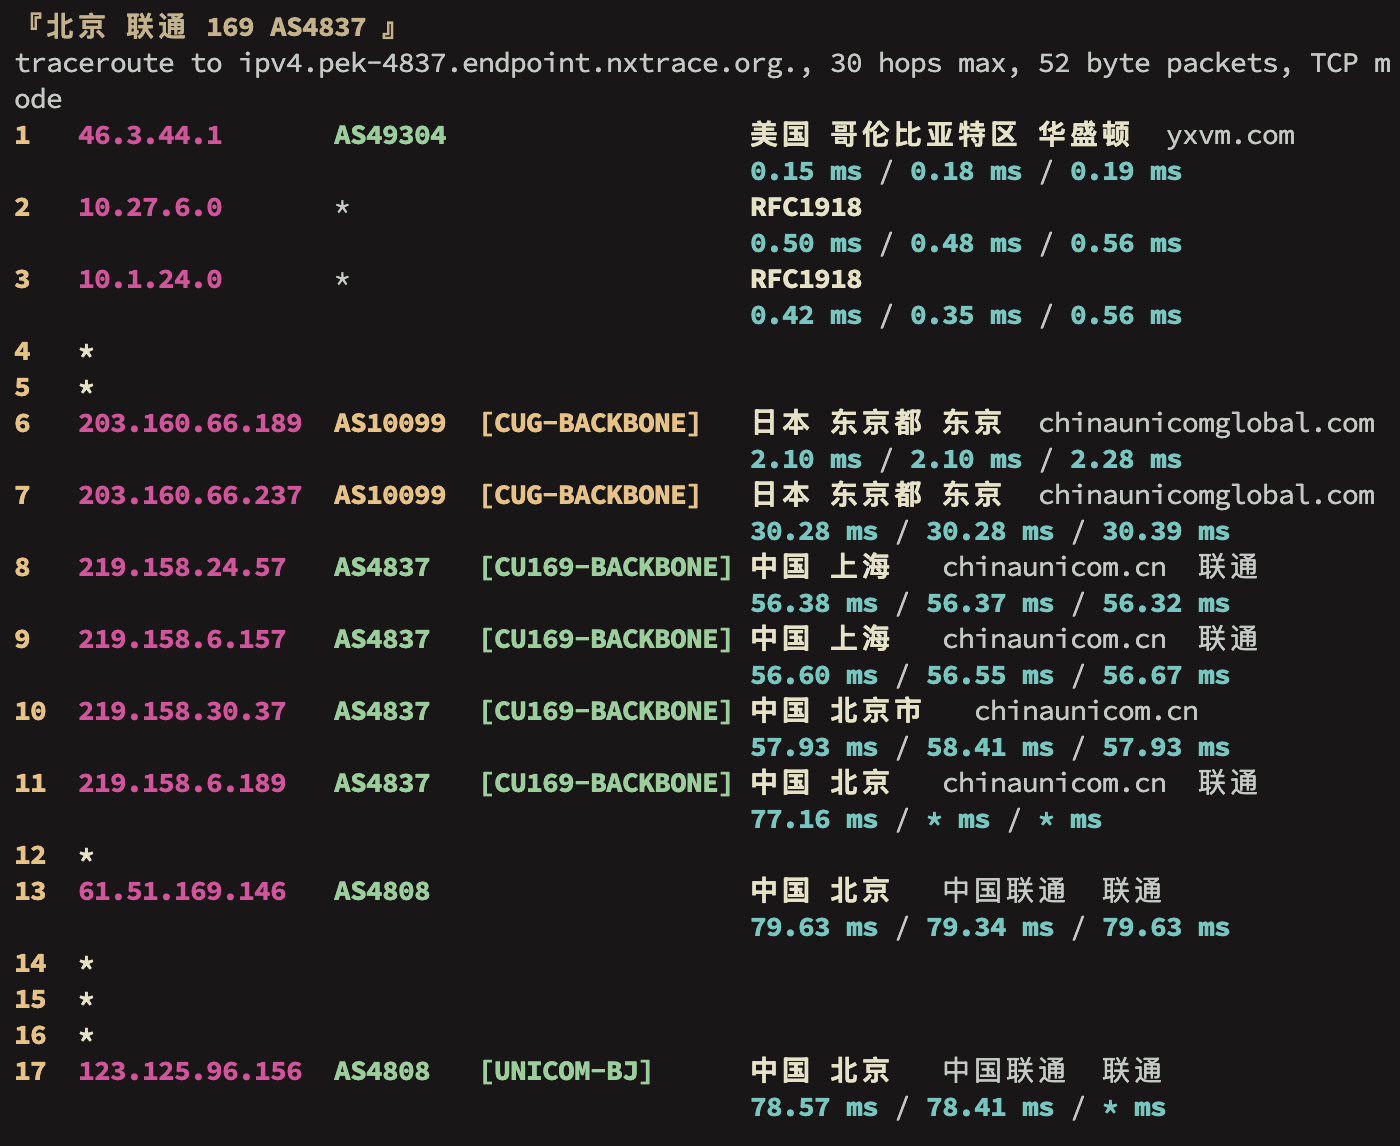 『北京 联通 169 AS4837 』
traceroute to ipv4.pek-4837.endpoint.nxtrace.org., 30 hops max, 52 byte packets, TCP m
ode
1 46.3.44.1 AS49304 美国 哥伦比亚特区 华盛顿 yxvm.com
0.15 ms / 0.18 ms / 0.19 ms
2 10.27.6.0 * RFC1918
0.50 ms / 0.48 ms / 0.56 ms
3 10.1.24.0 * RFC1918
0.42 ms / 0.35 ms / 0.56 ms
4 *
5 *
6 203.160.66.189 AS10099 [CUG-BACKBONE] 日本 东京都 东京 chinaunicomglobal.com
2.10 ms / 2.10 ms / 2.28 ms
7 203.160.66.237 AS10099 [CUG-BACKBONE] 日本 东京都 东京 chinaunicomglobal.com
30.28 ms / 30.28 ms / 30.39 ms
8 219.158.24.57 AS4837 [CU169-BACKBONE] 中国 上海 chinaunicom.cn 联通
56.38 ms / 56.37 ms / 56.32 ms
9 219.158.6.157 AS4837 [CU169-BACKBONE] 中国 上海 chinaunicom.cn 联通
56.60 ms / 56.55 ms / 56.67 ms
10 219.158.30.37 AS4837 [CU169-BACKBONE] 中国 北京市 chinaunicom.cn
57.93 ms / 58.41 ms / 57.93 ms
11 219.158.6.189 AS4837 [CU169-BACKBONE] 中国 北京 chinaunicom.cn 联通
77.16 ms / * ms / * ms
12 *
13 61.51.169.146 AS4808 中国 北京 中国联通 联通
79.63 ms / 79.34 ms / 79.63 ms
14 *
15 *
16 *
17 123.125.96.156 AS4808 [UNICOM-BJ] 中国 北京 中国联通 联通
78.57 ms / 78.41 ms / * ms